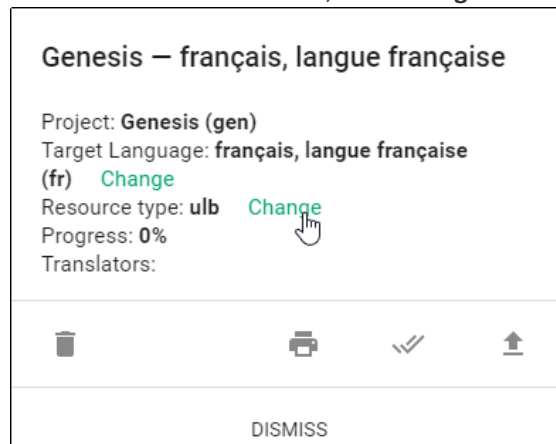 Genesis — français, langue française
Project: Genesis (gen)
Target Language: français, langue française
(fr) Change
Resource type: ulb Change
Progress: 0%
Translators:
DISMISS